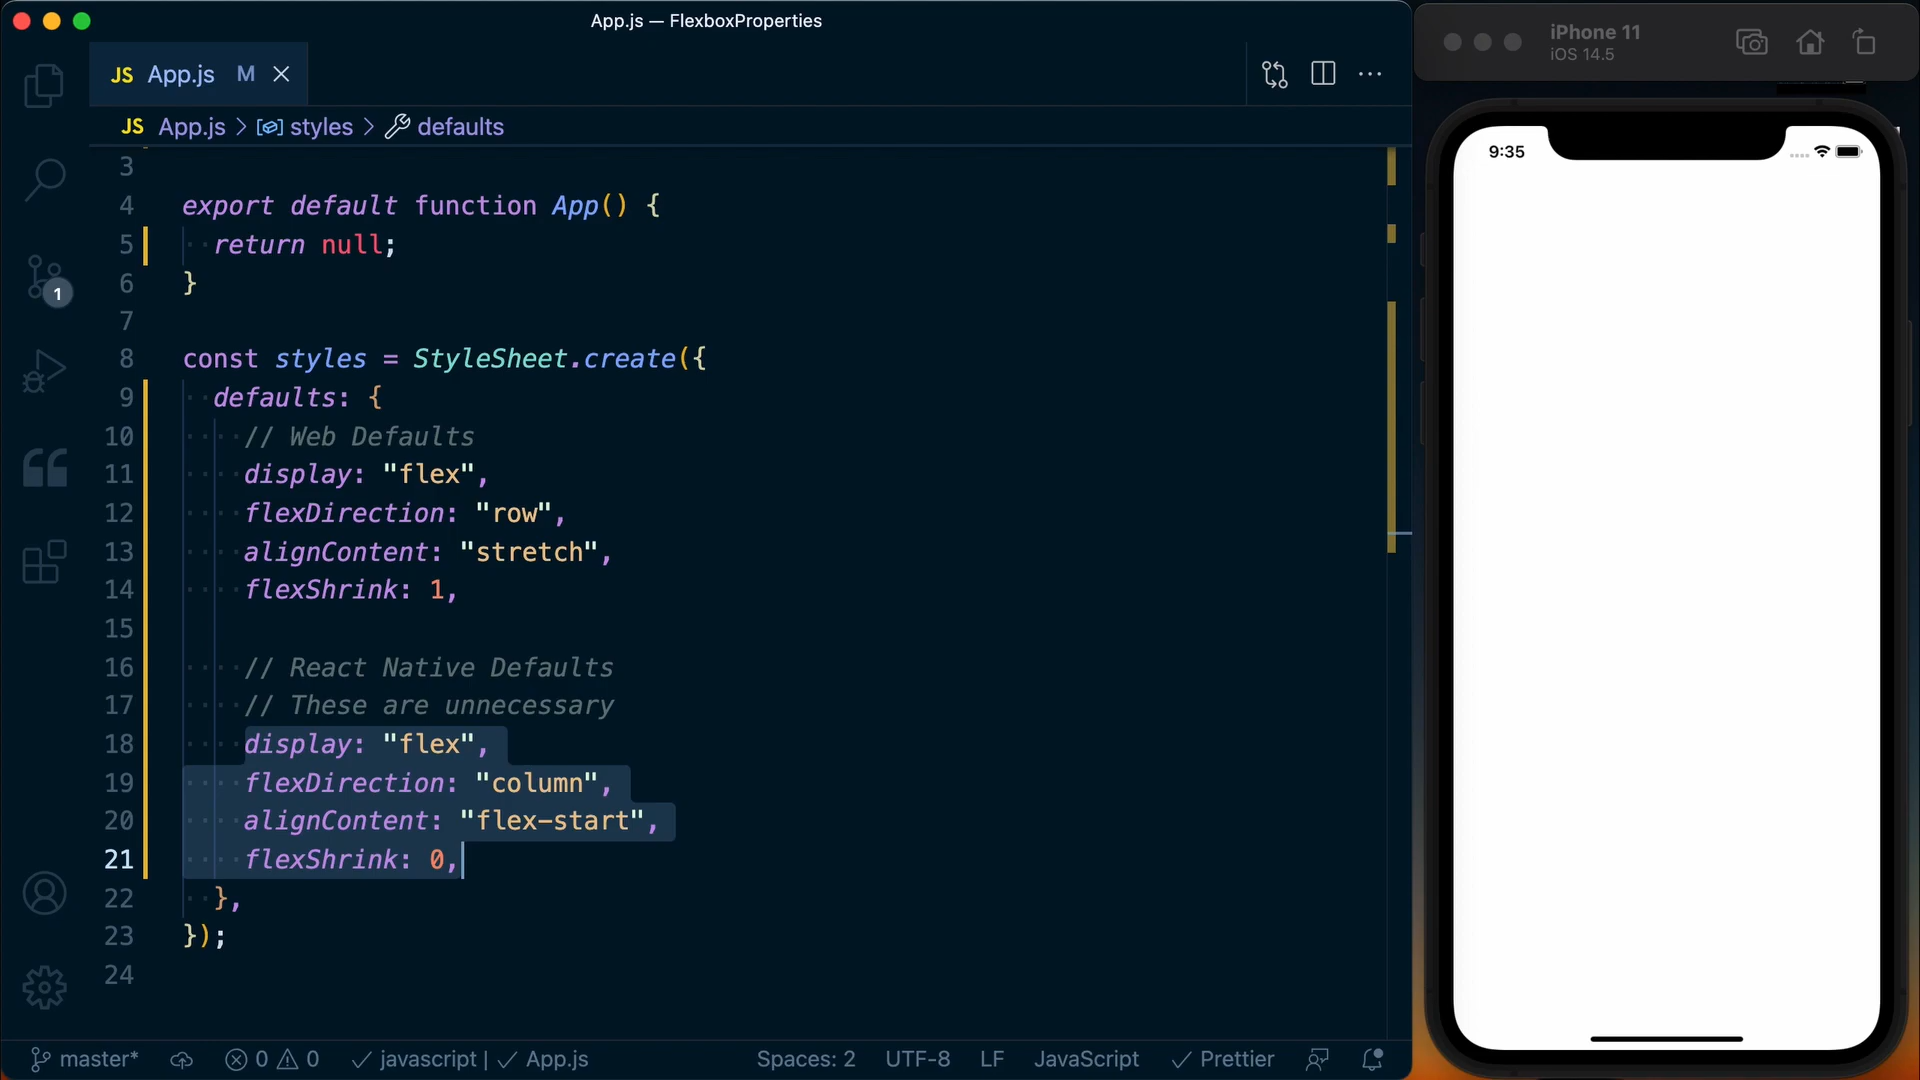 App.js — FlexboxProperties
JS App.js M
JS App.js > styles > defaults
3
4 export default function App() {
5 return null;
6 }
7
8 const styles = StyleSheet.create({
9 defaults: {
10 // Web Defaults
11 display: "flex",
12 flexDirection: "row",
13 alignContent: "stretch",
14 flexShrink: 1,
15
16 // React Native Defaults
17 // These are unnecessary
18 display: "flex",
19 flexDirection: "column",
20 alignContent: "flex-start",
21 flexShrink: 0,
22 },
23 });
24
1
master* 0 0 javascript | App.js Spaces: 2 UTF-8 LF JavaScript Prettier
iPhone 11
iOS 14.5
9:35